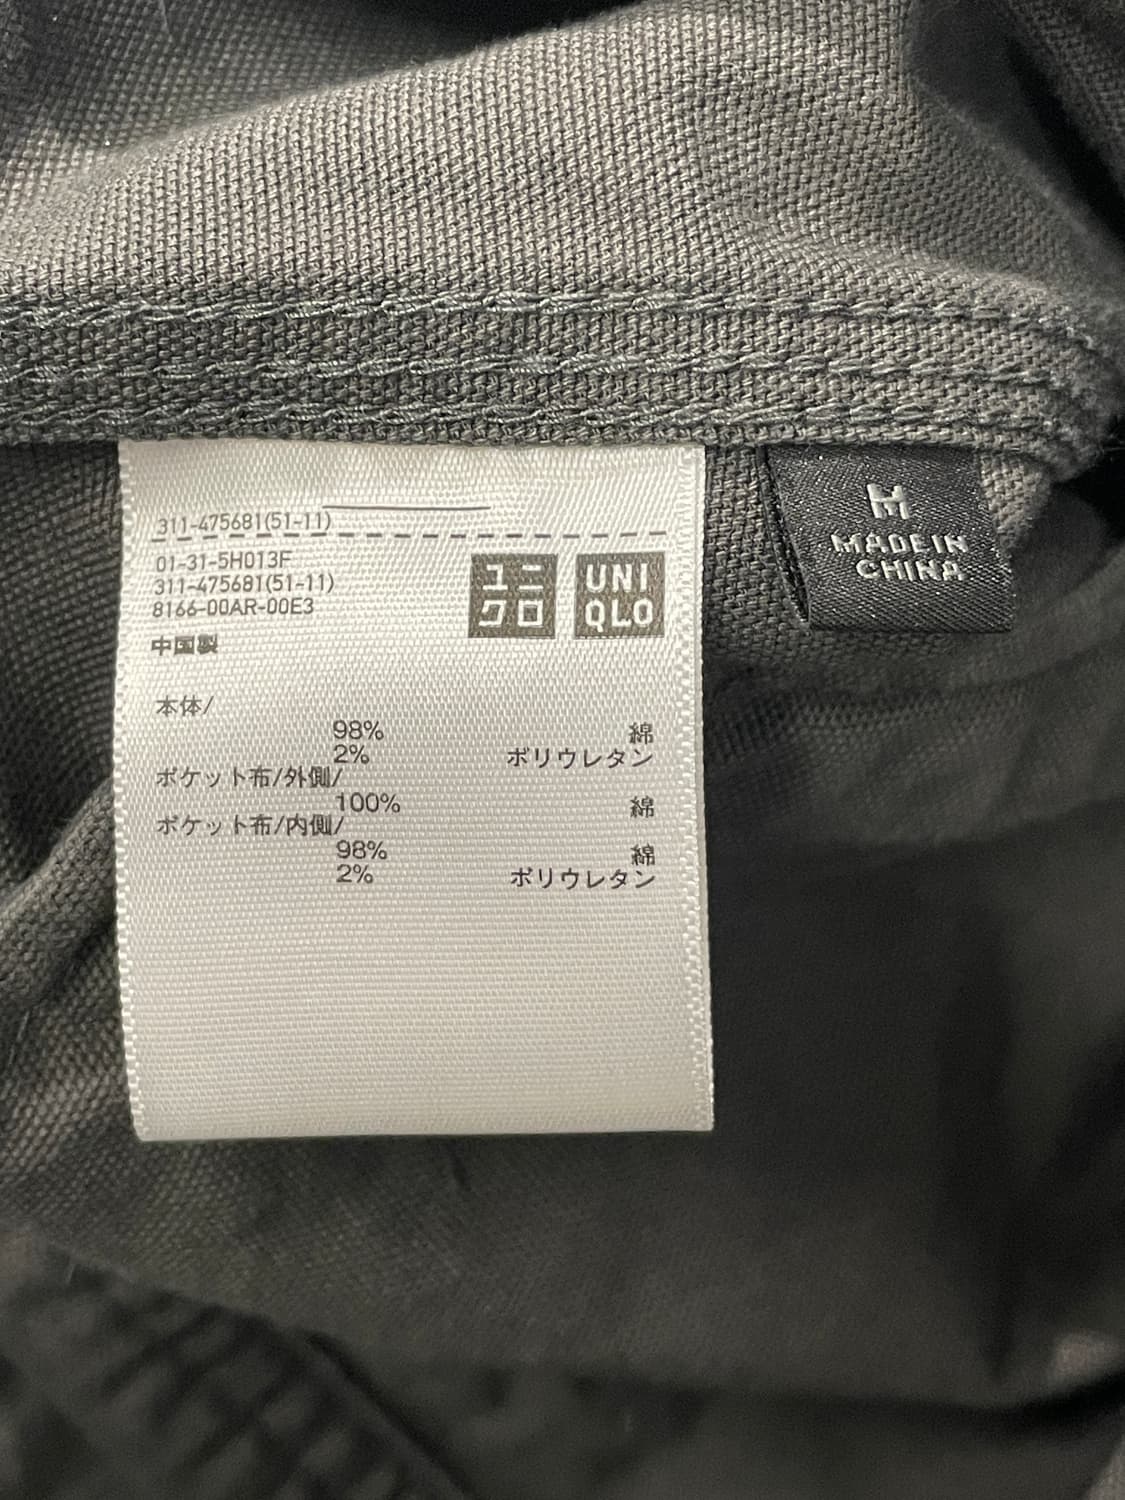 311-475681(51-11)
01-31-5H013F
311-475681(51-11)
8166-00AR-00E3
中国製
ユニ
クロ
UNI
QLO
本体/
98% 綿
2% ポリウレタン
ポケット布/外側/
100% 綿
ポケット布/内側/
98% 綿
2% ポリウレタン
M
MADE IN
CHINA